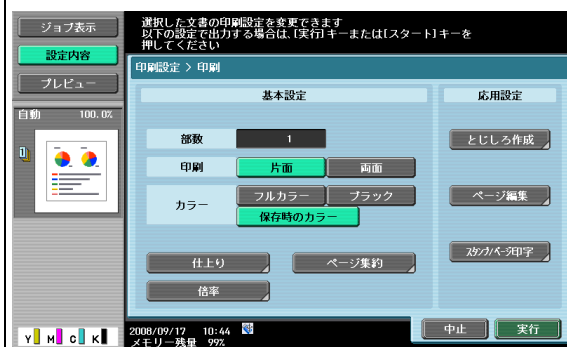 ジョブ表示
設定内容
プレビュー
自動 100.0%
選択した文書の印刷設定を変更できます
以下の設定で出力する場合は、[実行]キーまたは[スタート]キーを
押してください
印刷設定 > 印刷
基本設定
部数 1
印刷 片面 両面
カラー フルカラー ブラック
保存時のカラー
仕上り ページ集約
倍率
応用設定
とじしろ作成
ページ編集
スタンプ/ページ印字
Y M C K
2008/09/17 10:44
メモリー残量 99%
中止 実行